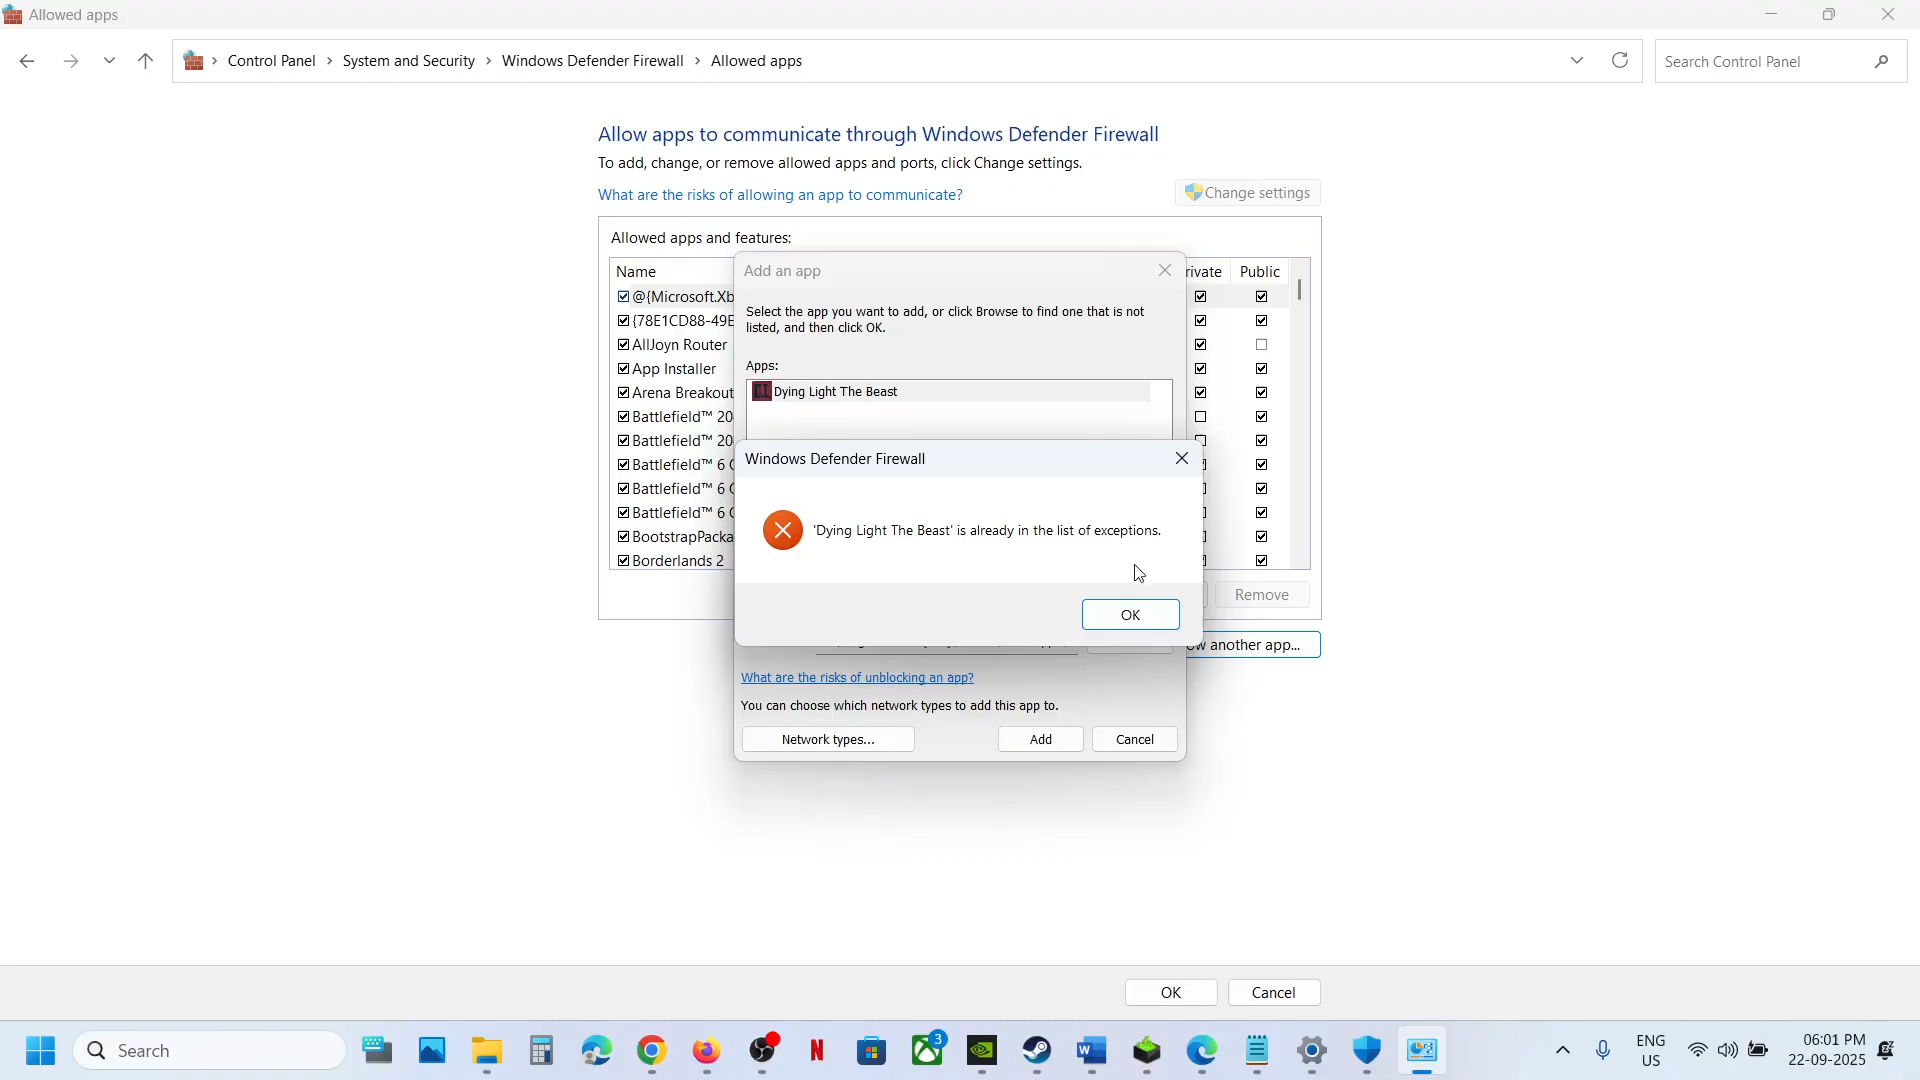 Allowed apps
Control Panel > System and Security > Windows Defender Firewall > Allowed apps
Search Control Panel
Allow apps to communicate through Windows Defender Firewall
To add, change, or remove allowed apps and ports, click Change settings.
What are the risks of allowing an app to communicate?
Change settings
Allowed apps and features:
Name
rivate
Public
@{Microsoft.Xb
{78E1CD88-49E
AllJoyn Router
App Installer
Arena Breakout
Battlefield™ 20
Battlefield™ 20
Battlefield™ 6 
Battlefield™ 6 
Battlefield™ 6 
BootstrapPacka
Borderlands 2
Add an app
Select the app you want to add, or click Browse to find one that is not
listed, and then click OK.
Apps:
Dying Light The Beast
Windows Defender Firewall
'Dying Light The Beast' is already in the list of exceptions.
OK
Remove
ow another app...
What are the risks of unblocking an app?
You can choose which network types to add this app to.
Network types...
Add
Cancel
OK
Cancel
Search
3
ENG
US
06:01 PM
22-09-2025